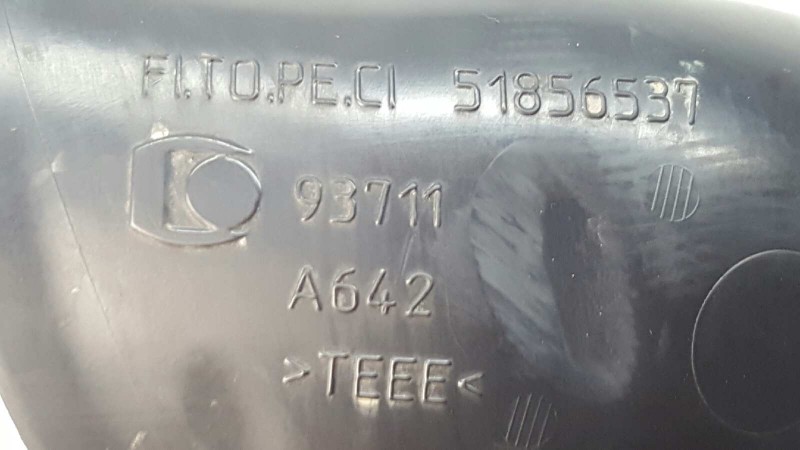 FI.TO.PE.CI 51856537
93711
A642
>TEEE<